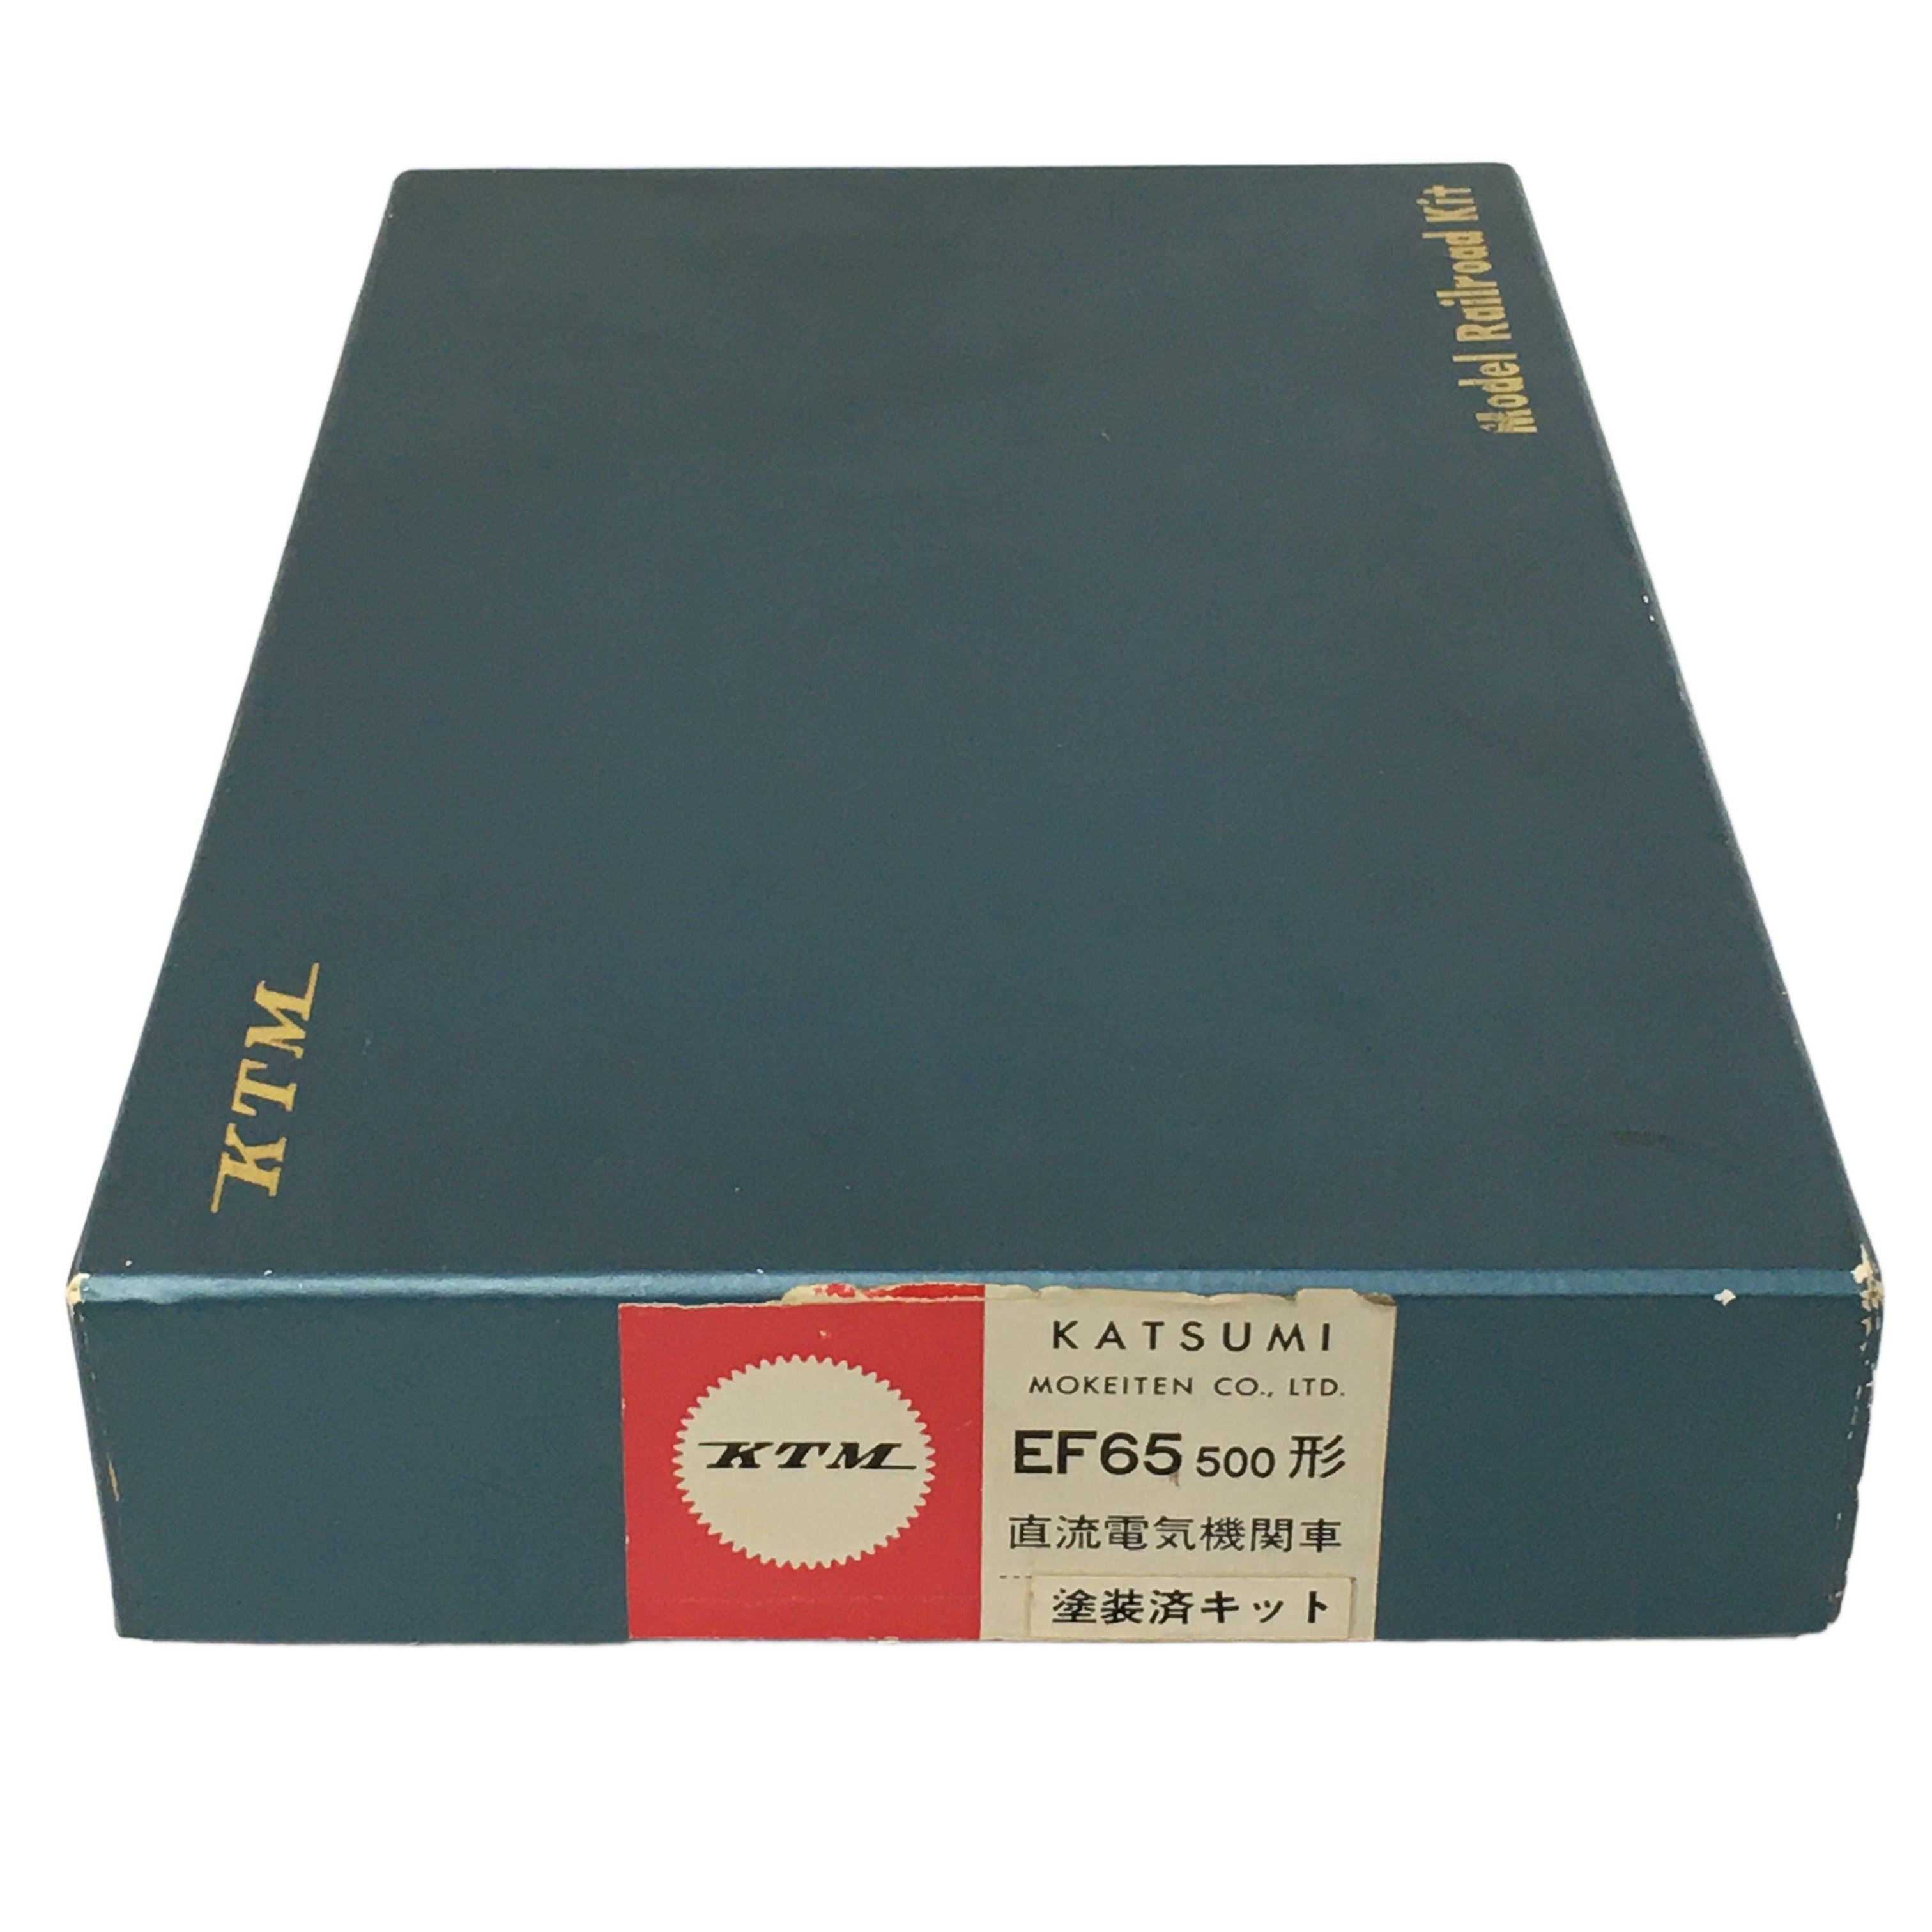 Model Railroad Kit
KTM
KTM
KATSUMI
MOKEITEN CO., LTD.
EF65 500 形
直流電気機関車
塗装済キット